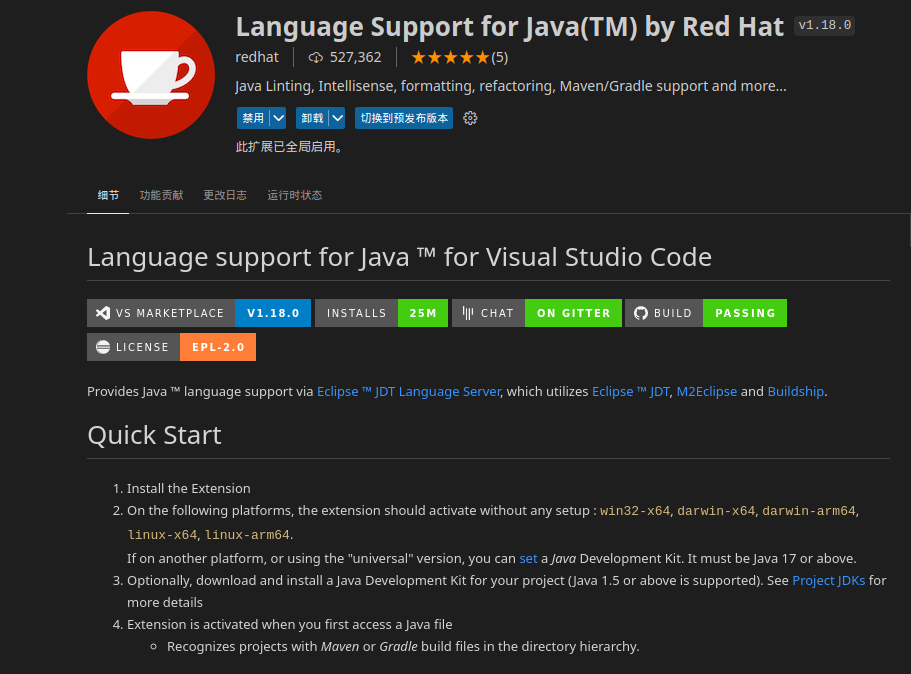 Language Support for Java(TM) by Red Hat v1.18.0
redhat 527,362 (5)
Java Linting, Intellisense, formatting, refactoring, Maven/Gradle support and more...
禁用 卸载 切换到预发布版本
此扩展已全局启用。
细节 功能贡献 更改日志 运行时状态
Language support for Java ™ for Visual Studio Code
VS MARKETPLACE V1.18.0 INSTALLS 25M CHAT ON GITTER BUILD PASSING
LICENSE EPL-2.0
Provides Java ™ language support via Eclipse ™ JDT Language Server, which utilizes Eclipse ™ JDT, M2Eclipse and Buildship.
Quick Start
1. Install the Extension
2. On the following platforms, the extension should activate without any setup : win32-x64, darwin-x64, darwin-arm64,
linux-x64, linux-arm64.
If on another platform, or using the "universal" version, you can set a Java Development Kit. It must be Java 17 or above.
3. Optionally, download and install a Java Development Kit for your project (Java 1.5 or above is supported). See Project JDKs for
more details
4. Extension is activated when you first access a Java file
◦ Recognizes projects with Maven or Gradle build files in the directory hierarchy.